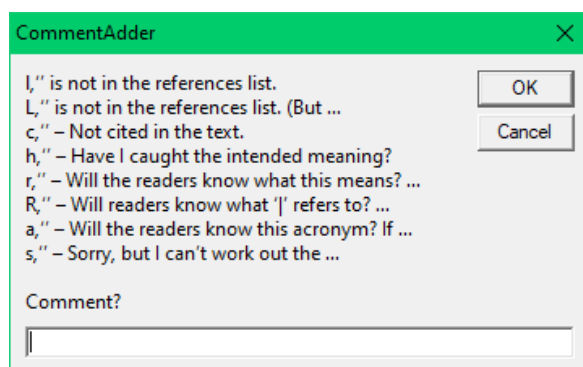 CommentAdder
l,’’ is not in the references list.
L,’’ is not in the references list. (But ...
c,’’ – Not cited in the text.
h,’’ – Have I caught the intended meaning?
r,’’ – Will the readers know what this means? ...
R,’’ – Will readers know what ‘|’ refers to? ...
a,’’ – Will the readers know this acronym? If ...
s,’’ – Sorry, but I can’t work out the ...
OK
Cancel
Comment?